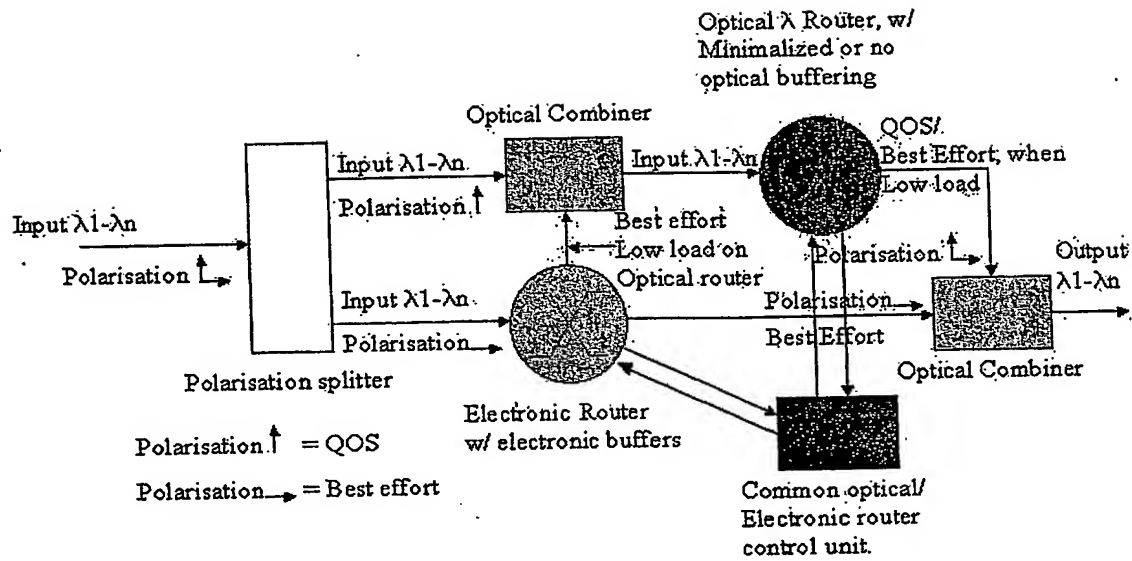 Optical λ Router, w/
Minimalized or no
optical buffering
Optical Combiner
QOS/
Best Effort, when
Low load
Input λ1-λn
Polarisation
Input λ1-λn
Input λ1-λn
Polarisation
Best effort
Low load on
Optical router
Polarisation
Output
λ1-λn
Input λ1-λn
Polarisation
Polarisation
Best Effort
Optical Combiner
Polarisation splitter
Electronic Router
w/ electronic buffers
Polarisation = QOS
Polarisation = Best effort
Common optical/
Electronic router
control unit.